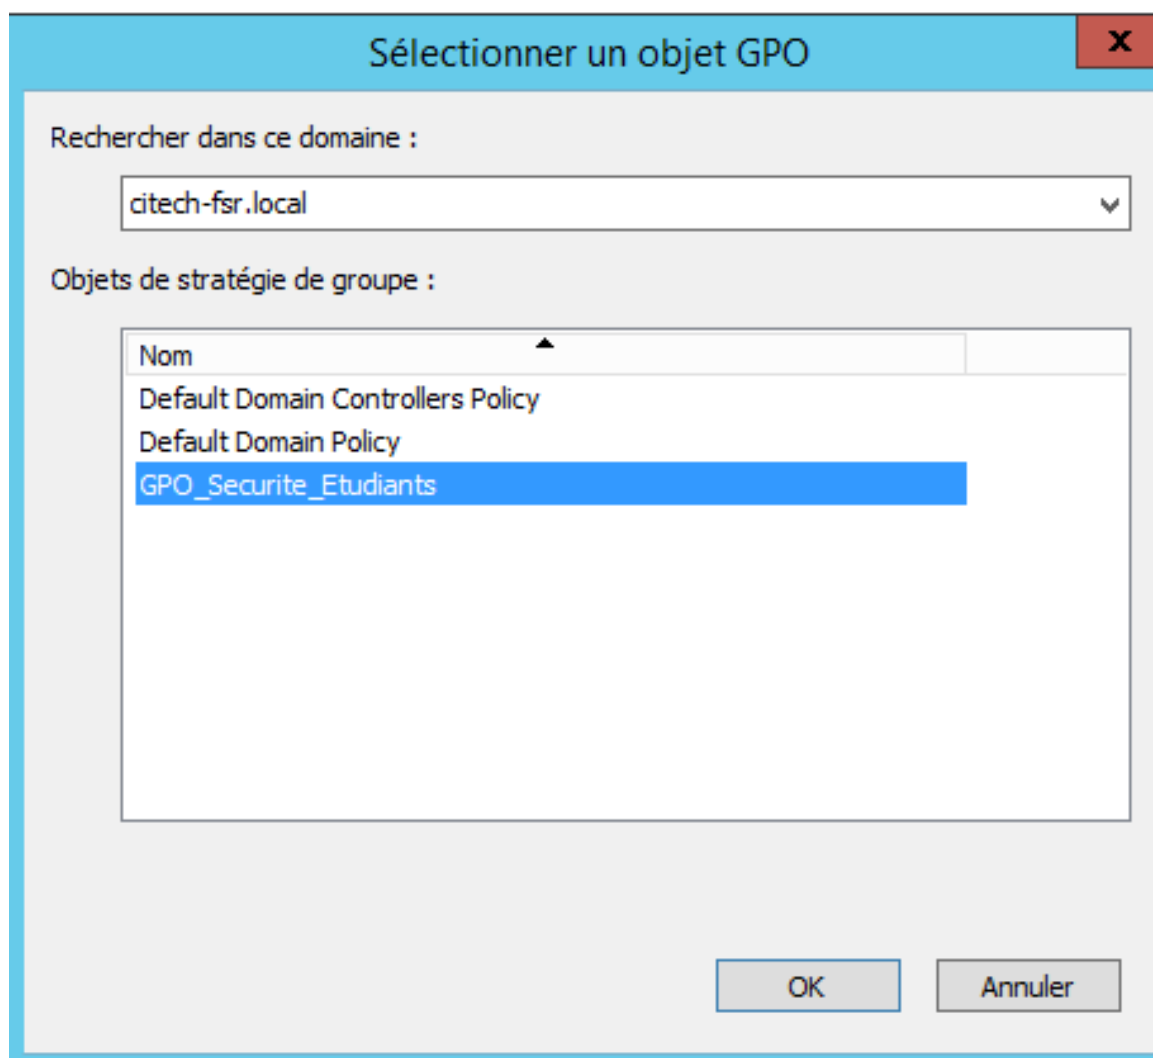 Sélectionner un objet GPO
x
Rechercher dans ce domaine :
citech-fsr.local
Objets de stratégie de groupe :
Nom
Default Domain Controllers Policy
Default Domain Policy
GPO_Securite_Etudiants
OK
Annuler